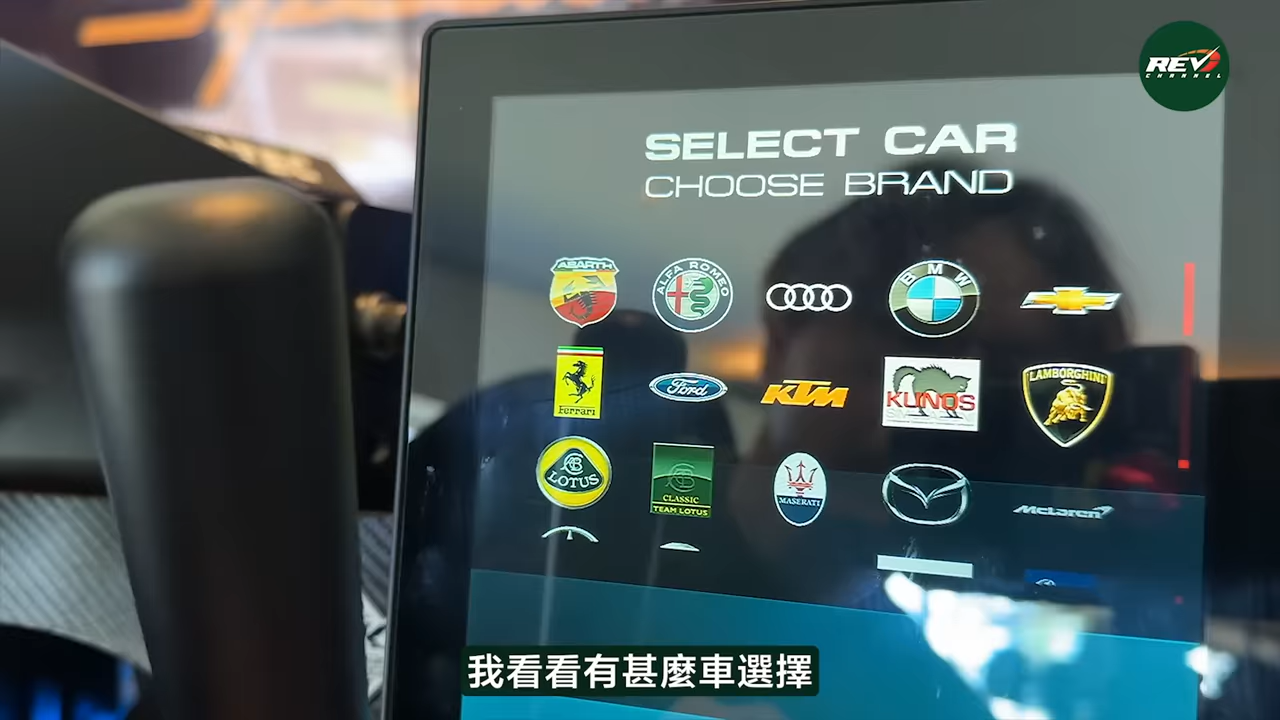 REV
CHANNEL
SELECT CAR
CHOOSE BRAND
ABARTH
ALFA ROMEO
BMW
Ferrari
Ford
KTM
KUNOS
LAMBORGHINI
LOTUS
CLASSIC
TEAM LOTUS
MASERATI
McLaren
我看看有甚麼車選擇